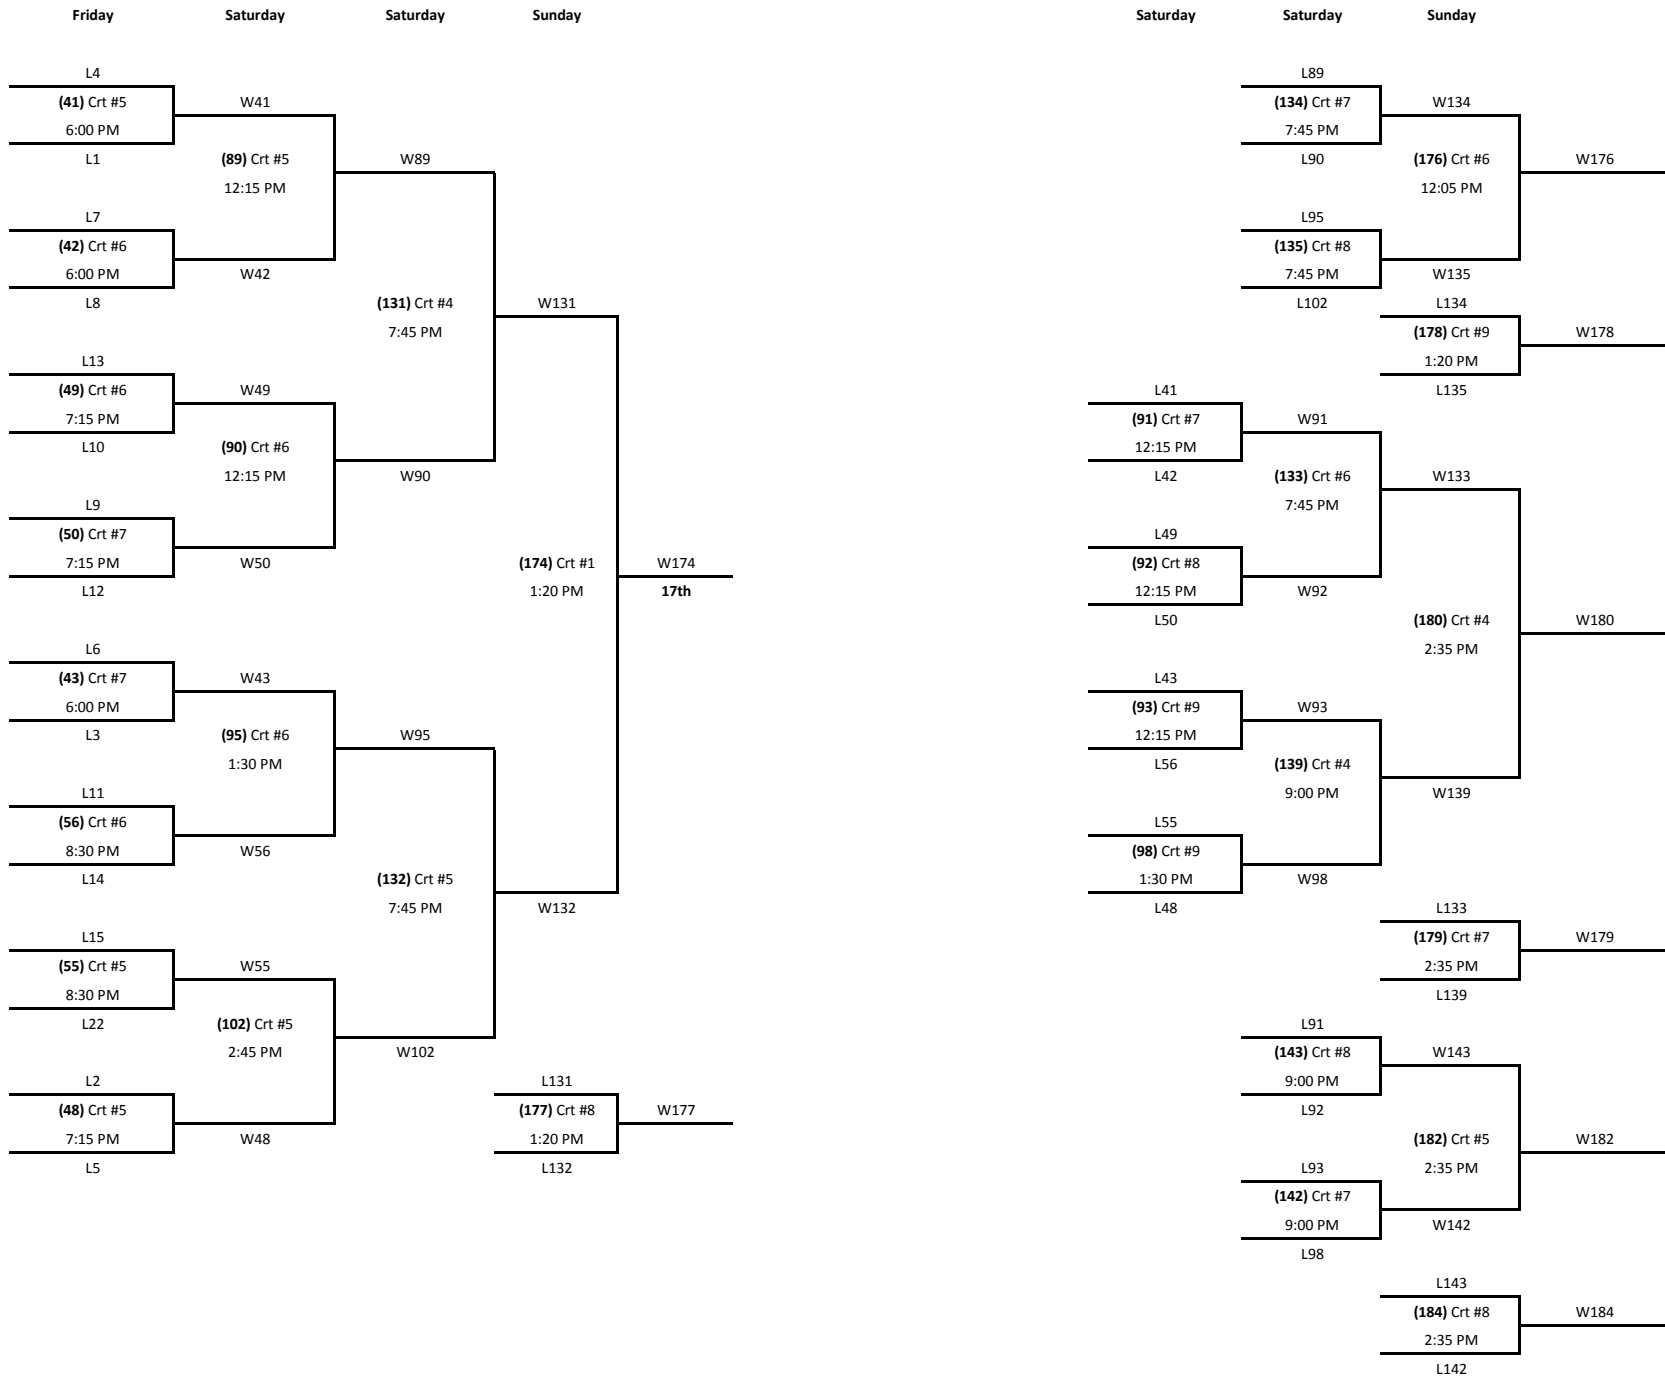 Friday
Saturday
Saturday
Sunday
L4
(41) Crt #5
6:00 PM
L1
W41
(89) Crt #5
12:15 PM
L7
(42) Crt #6
6:00 PM
L8
W42
W89
(131) Crt #4
7:45 PM
L13
(49) Crt #6
7:15 PM
L10
W49
(90) Crt #6
12:15 PM
L9
(50) Crt #7
7:15 PM
L12
W50
W90
W131
(174) Crt #1
1:20 PM
W174
17th
L6
(43) Crt #7
6:00 PM
L3
W43
(95) Crt #6
1:30 PM
L11
(56) Crt #6
8:30 PM
L14
W56
W95
(132) Crt #5
7:45 PM
W132
L15
(55) Crt #5
8:30 PM
L22
W55
(102) Crt #5
2:45 PM
W102
L2
(48) Crt #5
7:15 PM
L5
W48
L131
(177) Crt #8
1:20 PM
L132
W177
Saturday
Saturday
Sunday
L89
(134) Crt #7
7:45 PM
L90
W134
(176) Crt #6
12:05 PM
W176
L95
(135) Crt #8
7:45 PM
L102
W135
L134
(178) Crt #9
1:20 PM
L135
W178
L41
(91) Crt #7
12:15 PM
L42
W91
(133) Crt #6
7:45 PM
W133
L49
(92) Crt #8
12:15 PM
L50
W92
(180) Crt #4
2:35 PM
W180
L43
(93) Crt #9
12:15 PM
L56
W93
(139) Crt #4
9:00 PM
W139
L55
(98) Crt #9
1:30 PM
L48
W98
L133
(179) Crt #7
2:35 PM
L139
W179
L91
(143) Crt #8
9:00 PM
L92
W143
(182) Crt #5
2:35 PM
W182
L93
(142) Crt #7
9:00 PM
L98
W142
L143
(184) Crt #8
2:35 PM
L142
W184